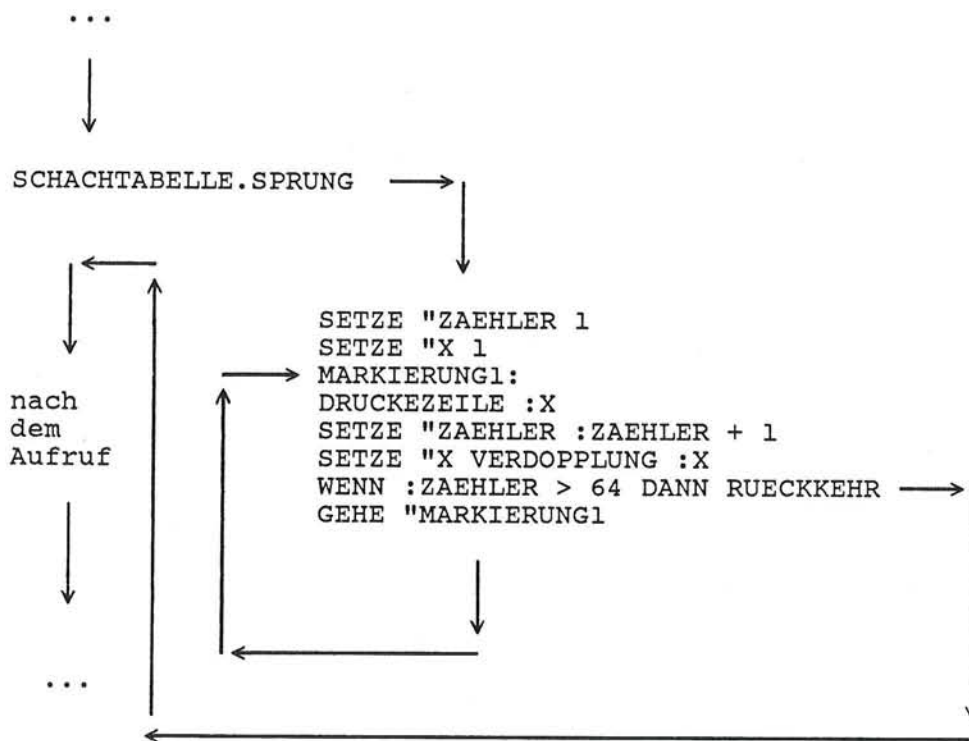 ...
SCHACHTABELLE.SPRUNG
SETZE "ZAEHLER 1
SETZE "X 1
MARKIERUNG1:
DRUCKEZEILE :X
SETZE "ZAEHLER :ZAEHLER + 1
SETZE "X VERDOPPLUNG :X
WENN :ZAEHLER > 64 DANN RUECKKEHR
GEHE "MARKIERUNG1
nach
dem
Aufruf
...